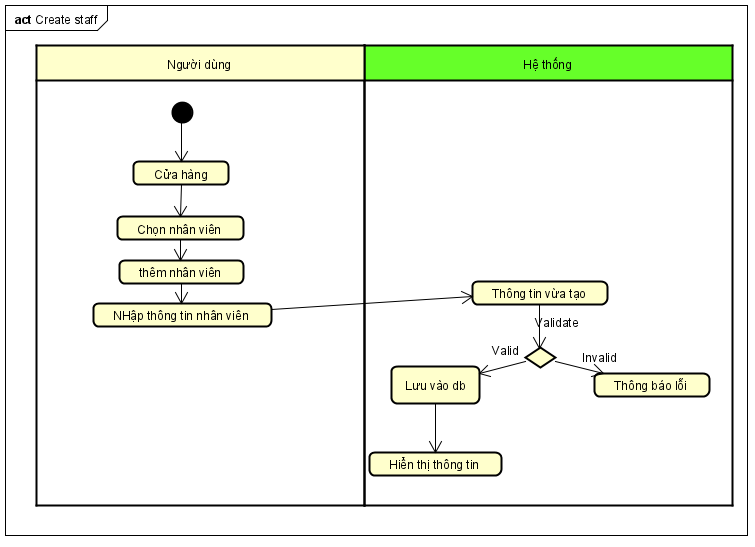 act Create staff
Người dùng
Hệ thống
Cửa hàng
Chọn nhân viên
thêm nhân viên
NHập thông tin nhân viên
Thông tin vừa tạo
Validate
Valid
Invalid
Lưu vào db
Thông báo lỗi
Hiển thị thông tin